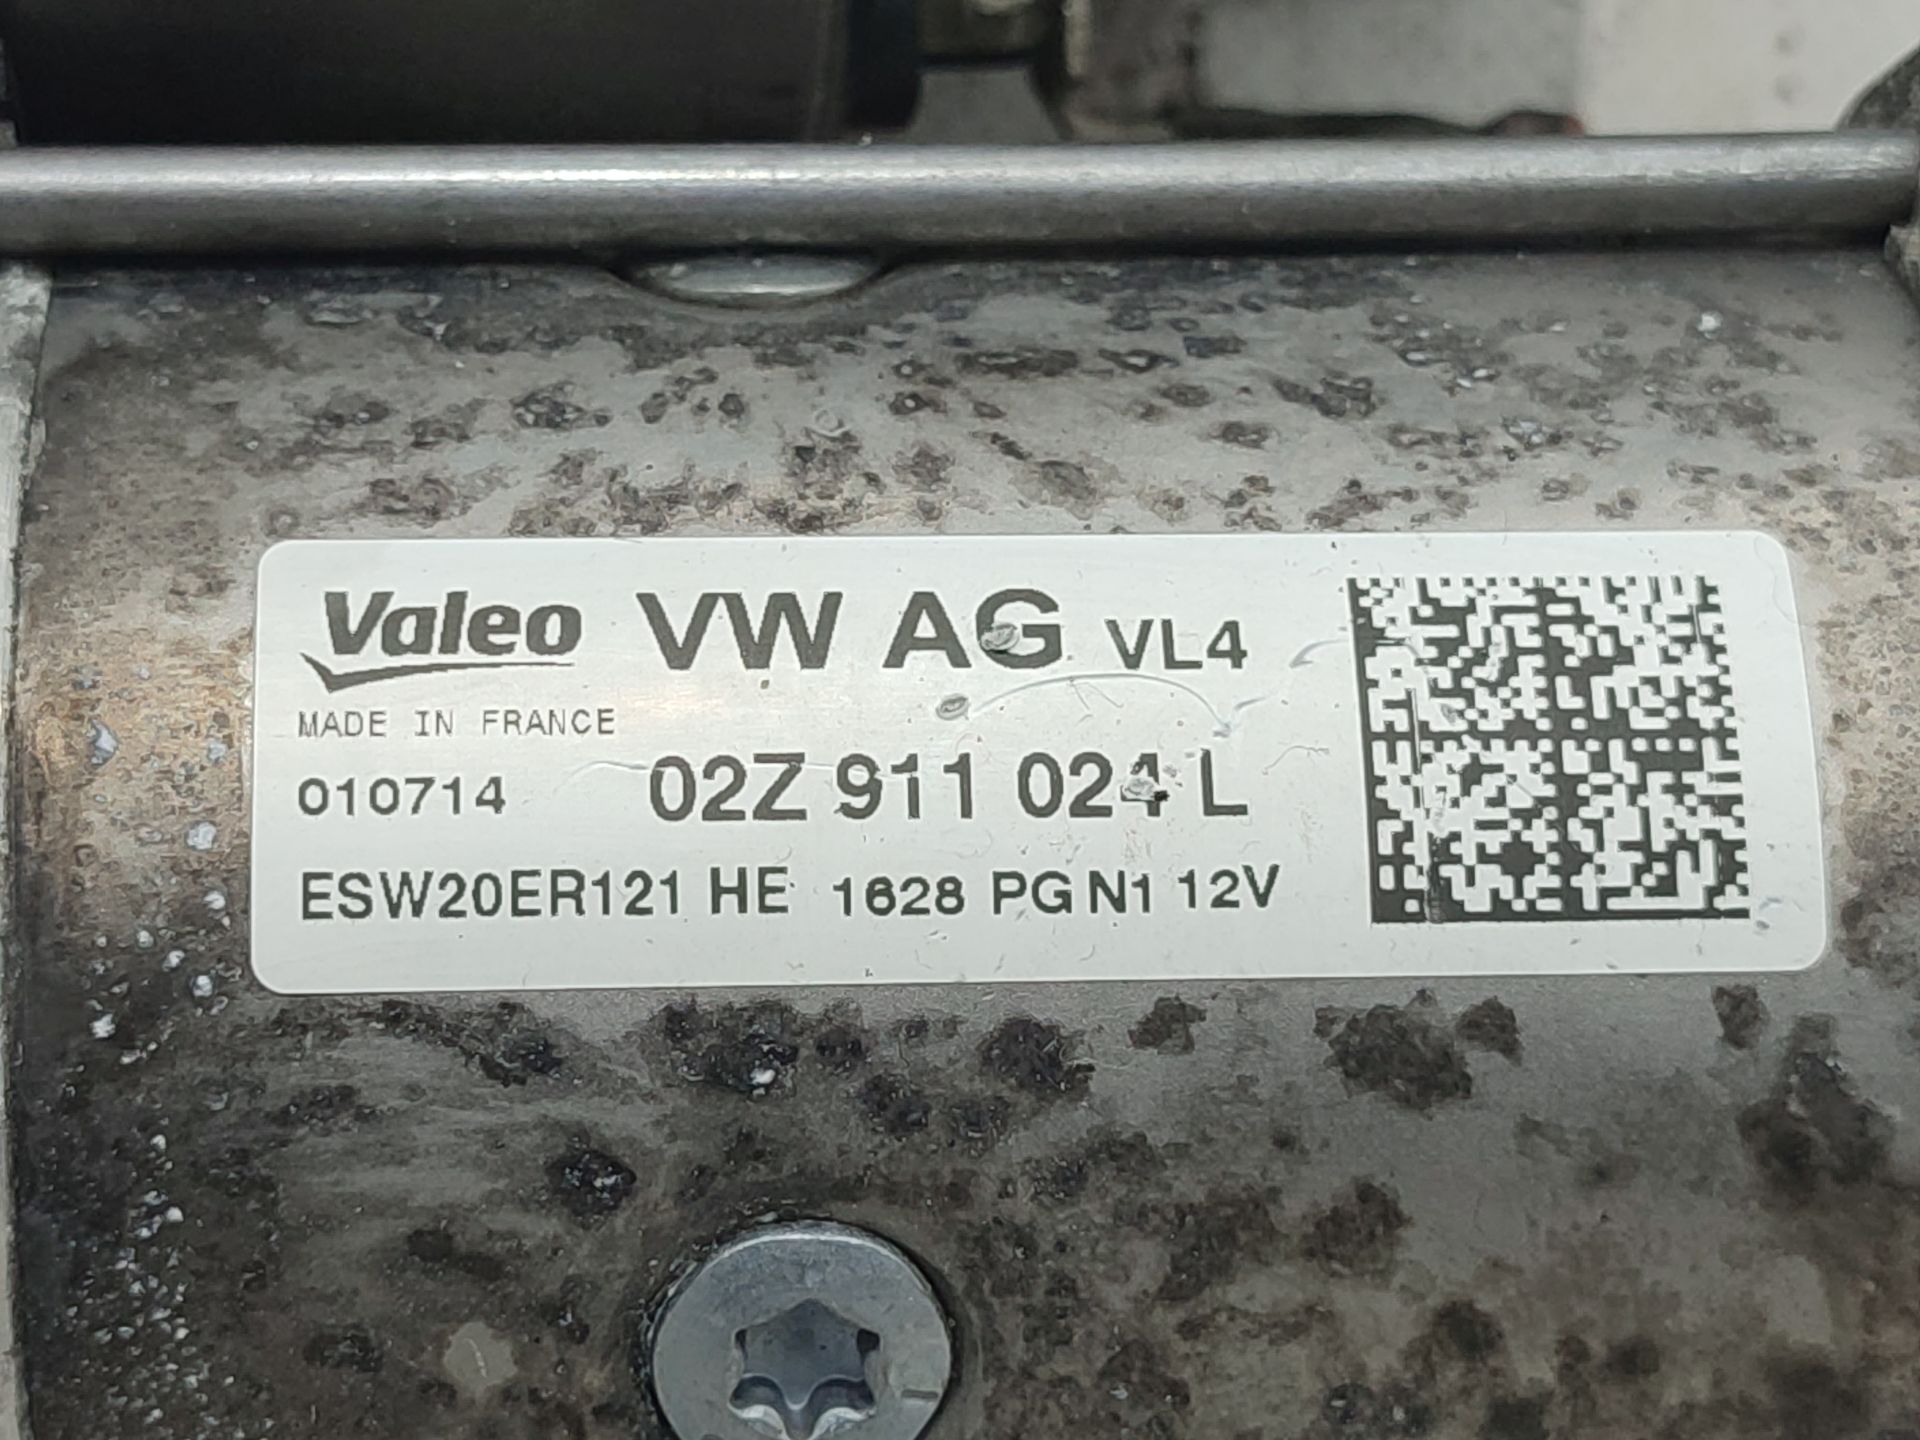 Valeo VW AG VL4
MADE IN FRANCE
010714 02Z 911 024 L
ESW20ER121 HE 1628 PG N1 12V